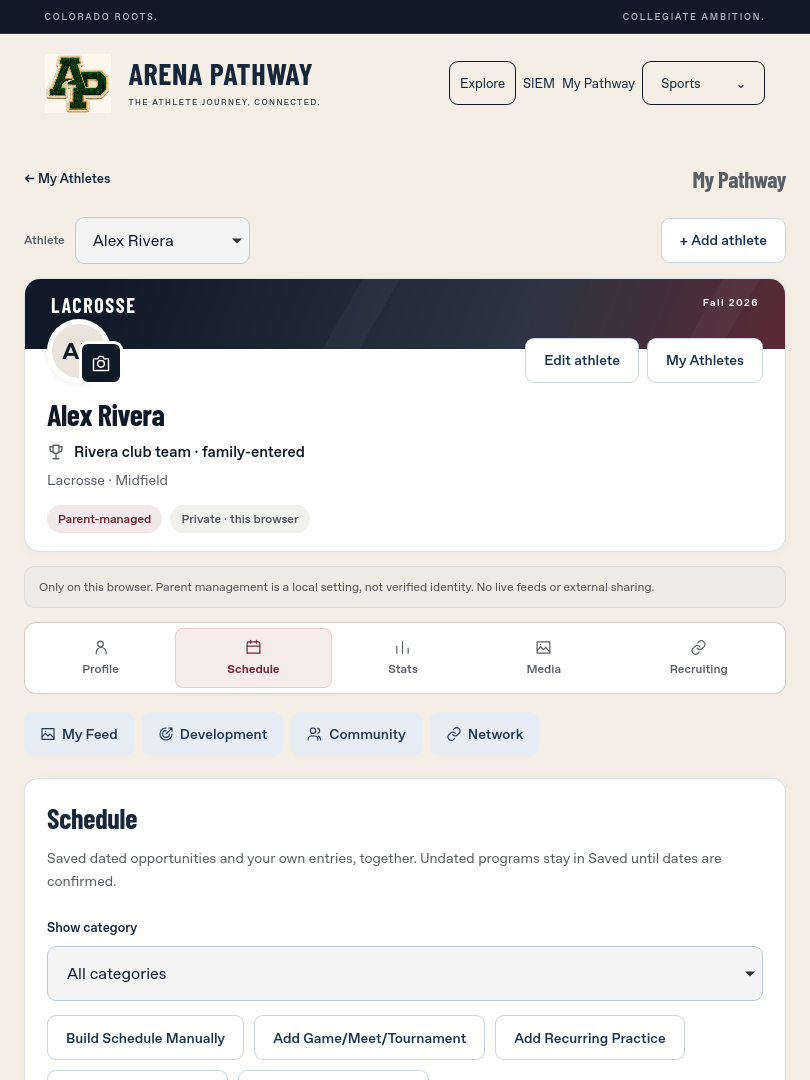 COLORADO ROOTS.
COLLEGIATE AMBITION.
AP
ARENA PATHWAY
THE ATHLETE JOURNEY, CONNECTED.
Explore
SIEM
My Pathway
Sports
← My Athletes
My Pathway
Athlete
Alex Rivera
+ Add athlete
LACROSSE
Fall 2026
A
Edit athlete
My Athletes
Alex Rivera
Rivera club team · family-entered
Lacrosse · Midfield
Parent-managed
Private · this browser
Only on this browser. Parent management is a local setting, not verified identity. No live feeds or external sharing.
Profile
Schedule
Stats
Media
Recruiting
My Feed
Development
Community
Network
Schedule
Saved dated opportunities and your own entries, together. Undated programs stay in Saved until dates are
confirmed.
Show category
All categories
Build Schedule Manually
Add Game/Meet/Tournament
Add Recurring Practice